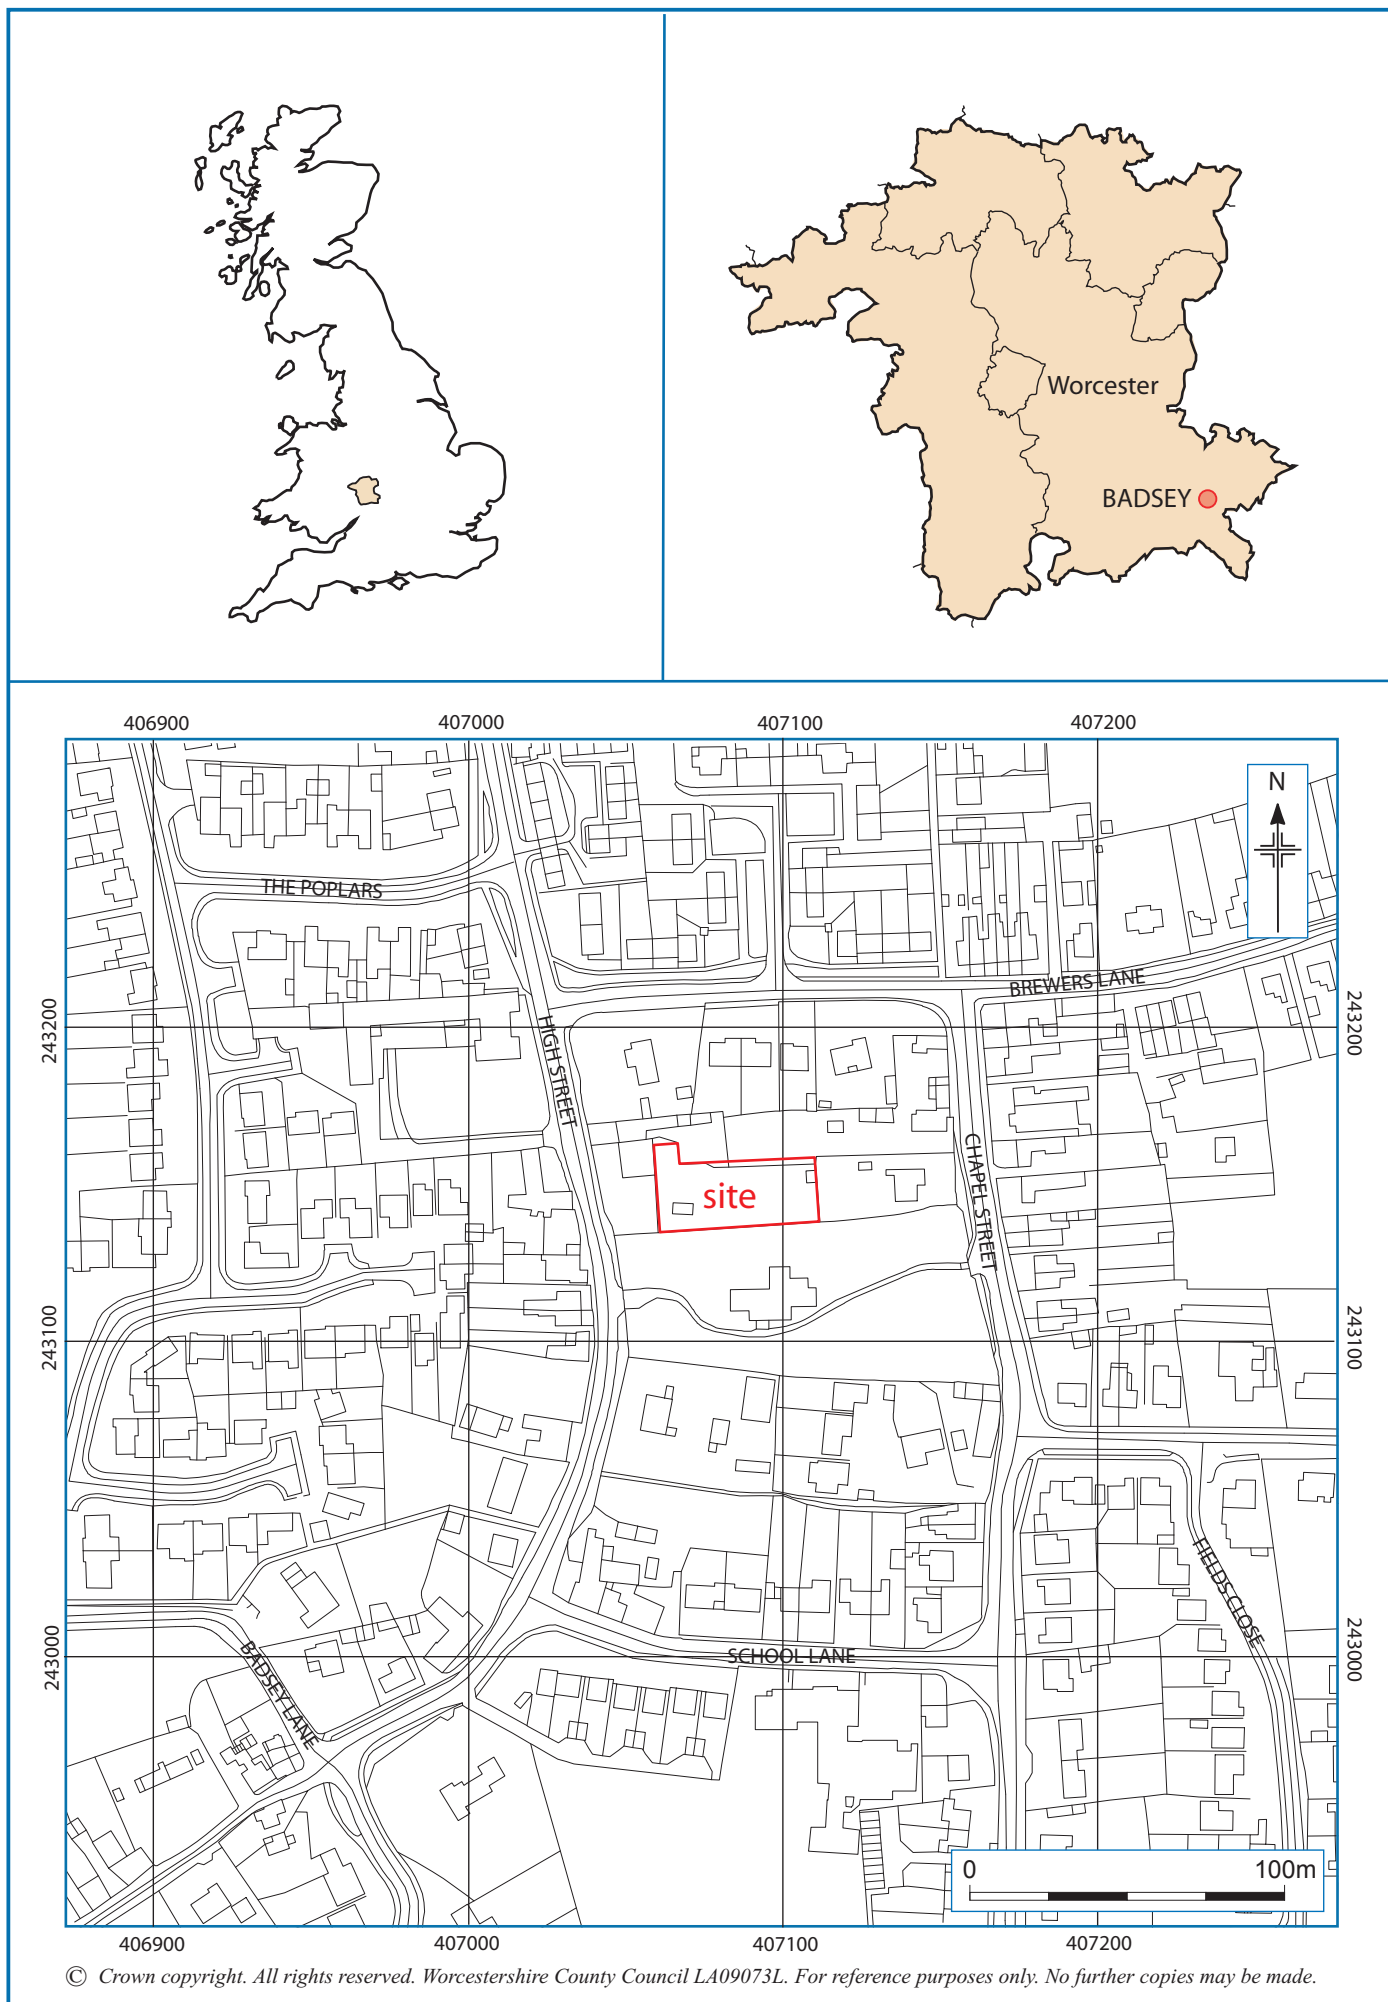 Worcester
BADSEY
406900
407000
407100
407200
N
THE POPLARS
BREWERS LANE
243200
243200
HIGH STREET
CHAPEL STREET
site
243100
243100
FIELDS CLOSE
243000
243000
SCHOOL LANE
BADSEY LANE
0 100m
406900
407000
407100
407200
© Crown copyright. All rights reserved. Worcestershire County Council LA09073L. For reference purposes only. No further copies may be made.